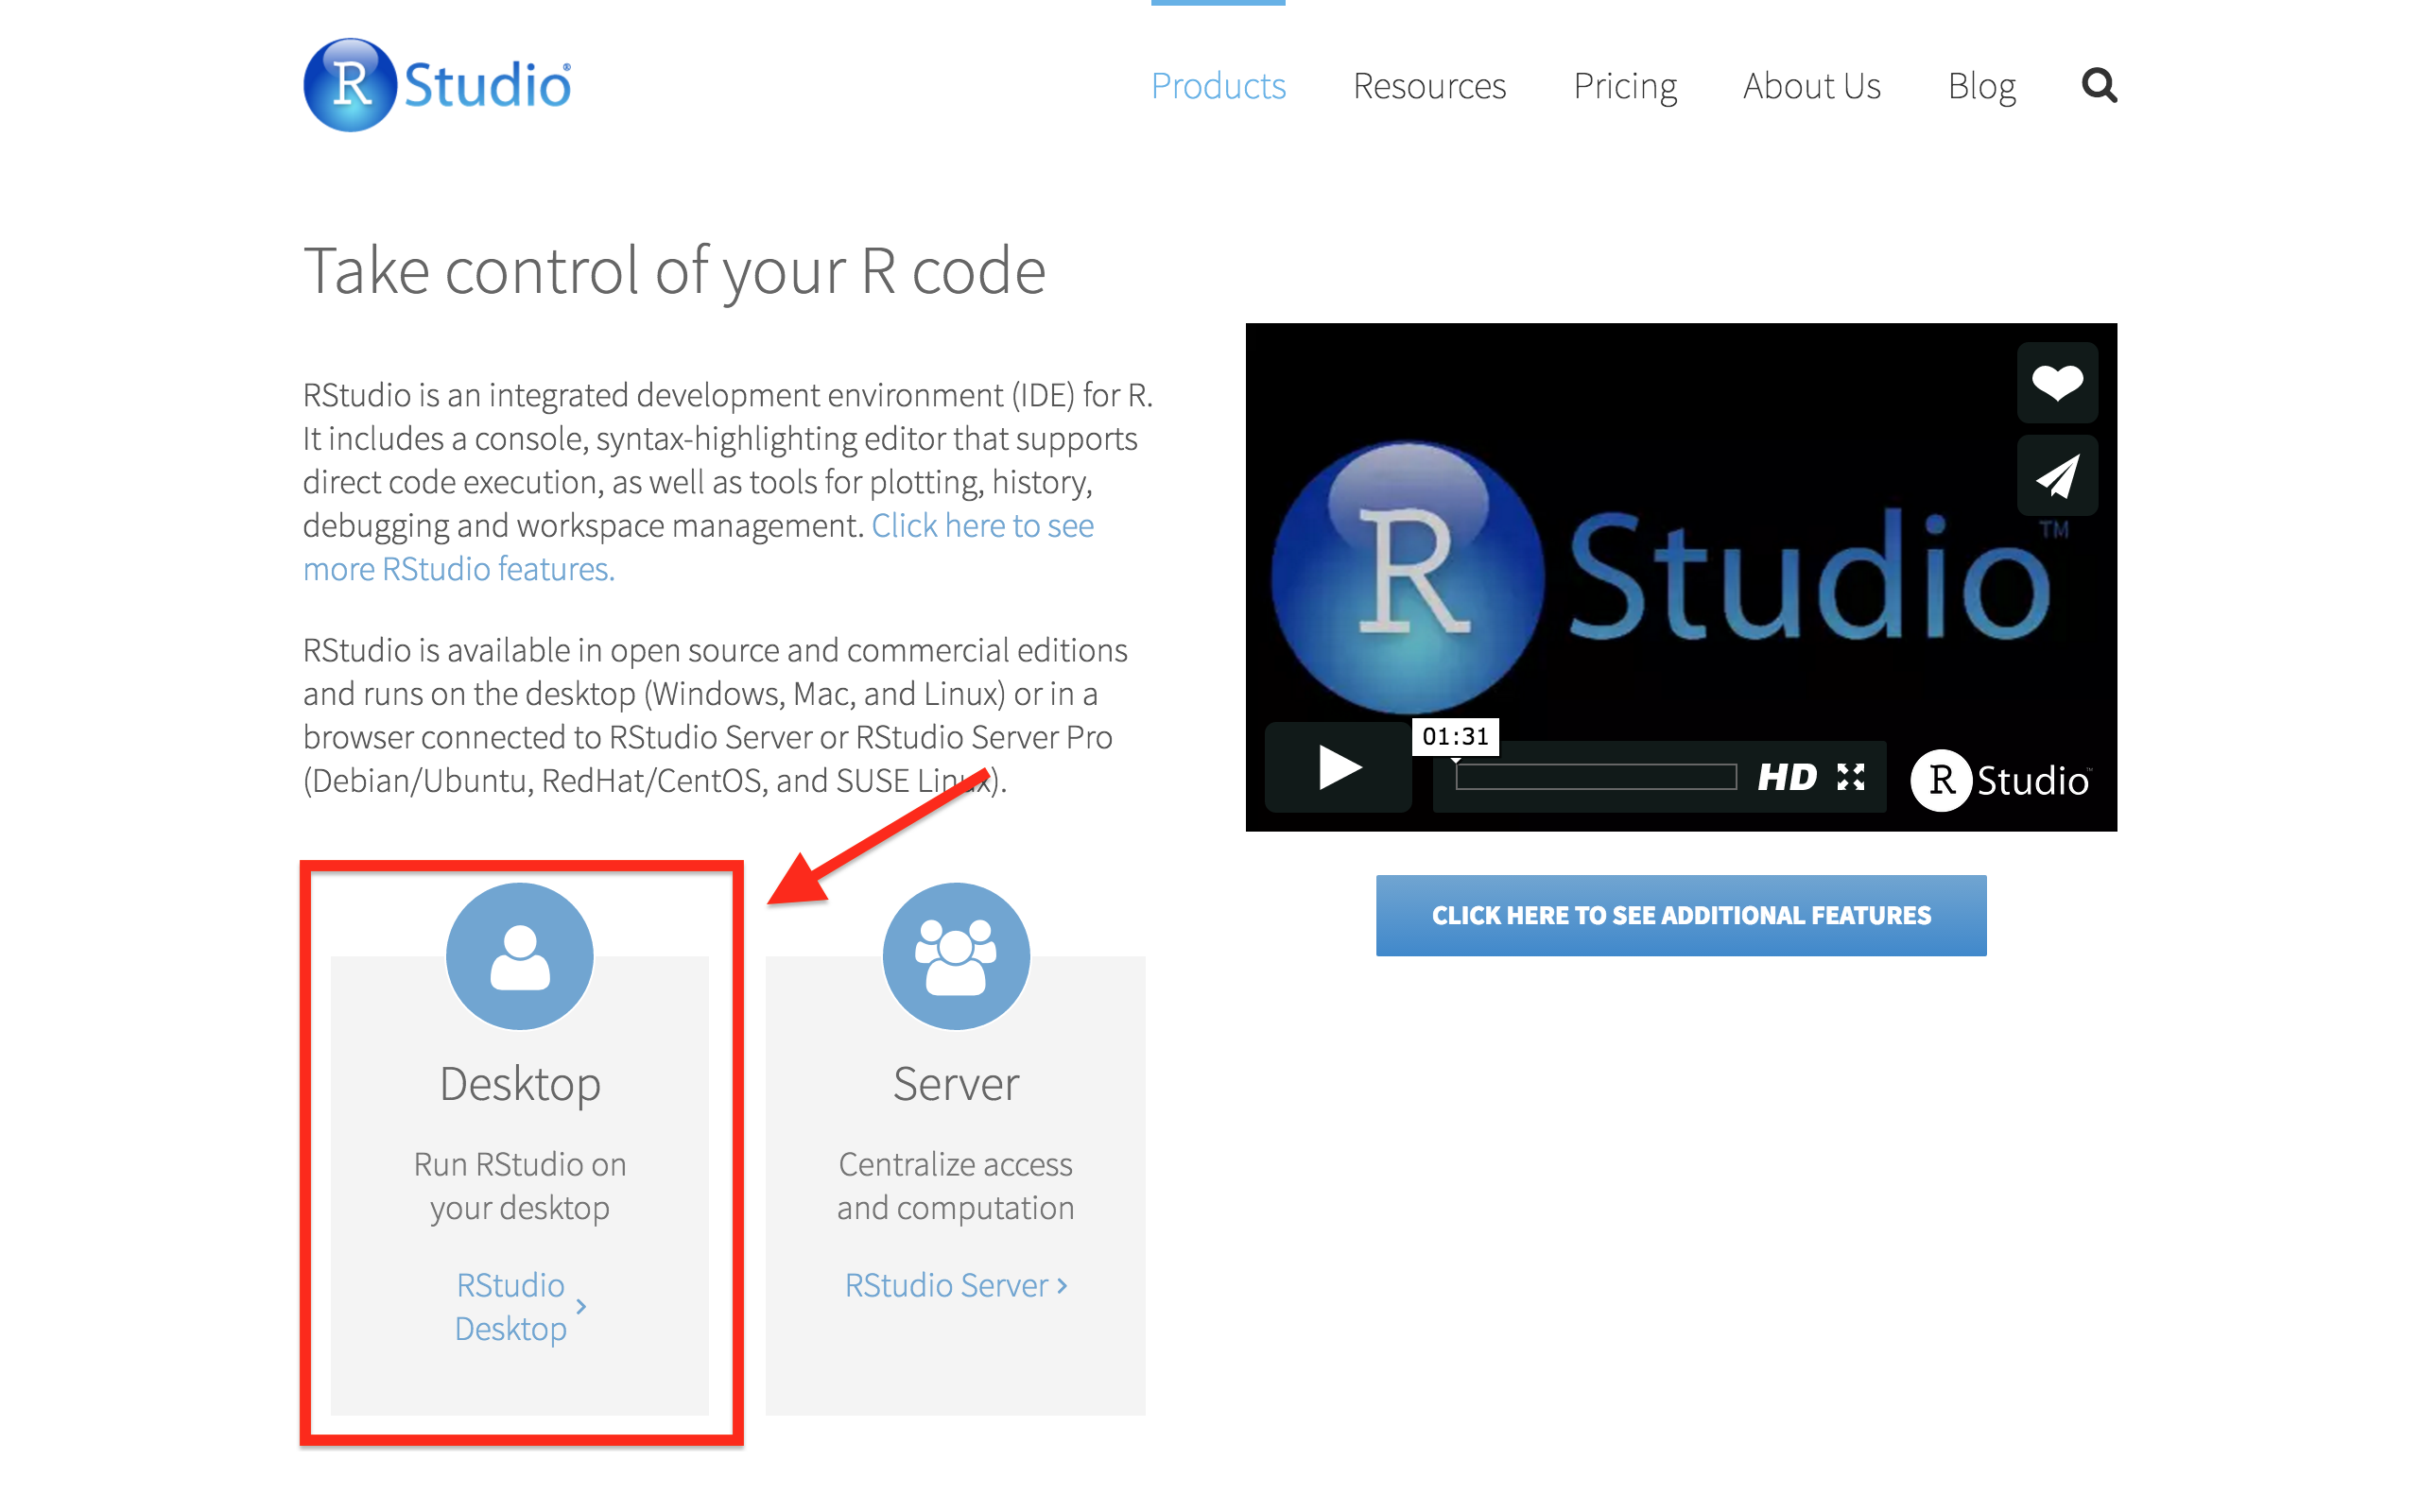 R Studio®
Products Resources Pricing About Us Blog
Take control of your R code
RStudio is an integrated development environment (IDE) for R.
It includes a console, syntax-highlighting editor that supports
direct code execution, as well as tools for plotting, history,
debugging and workspace management. Click here to see
more RStudio features.
RStudio is available in open source and commercial editions
and runs on the desktop (Windows, Mac, and Linux) or in a
browser connected to RStudio Server or RStudio Server Pro
(Debian/Ubuntu, RedHat/CentOS, and SUSE Linux).
R Studio™
01:31
HD
R Studio™
CLICK HERE TO SEE ADDITIONAL FEATURES
Desktop
Run RStudio on
your desktop
RStudio
Desktop
Server
Centralize access
and computation
RStudio Server